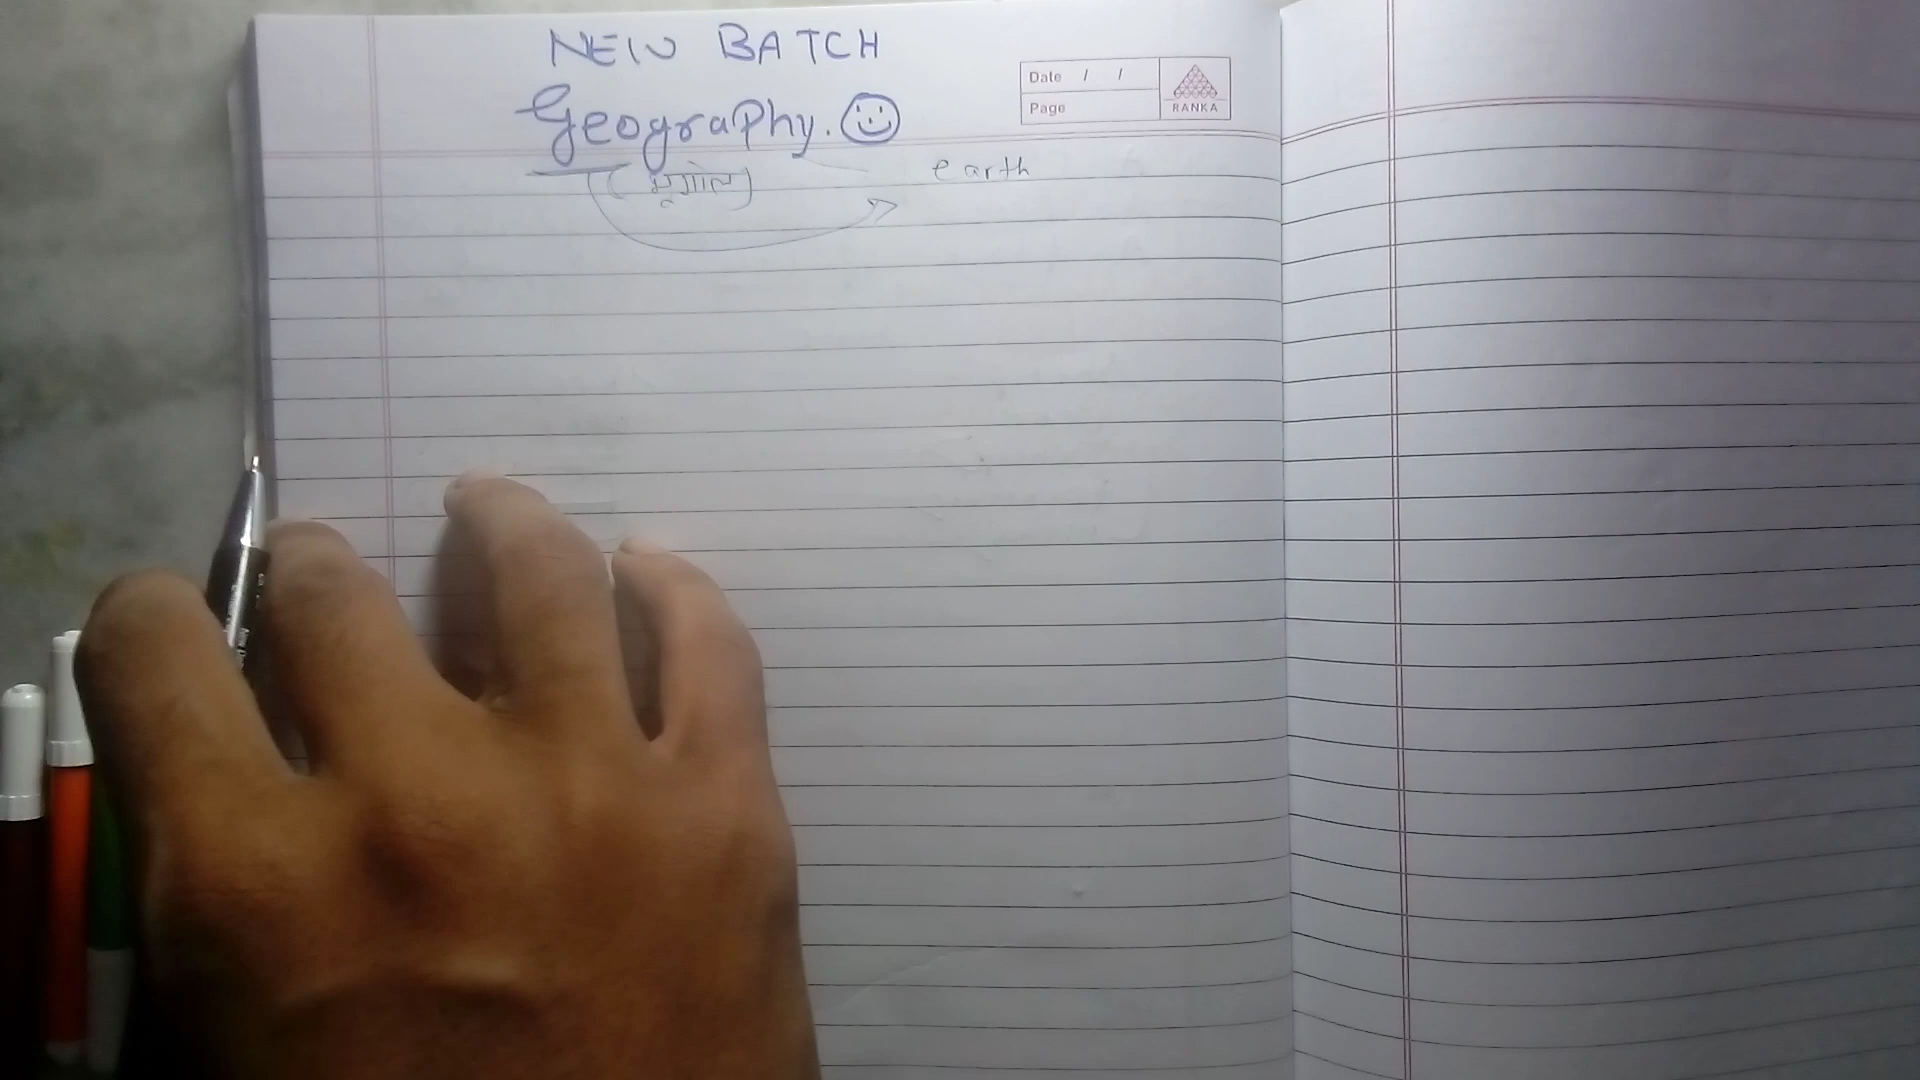 NEW BATCH
Geography.
(भूगोल)
earth
Date / /
Page
RANKA